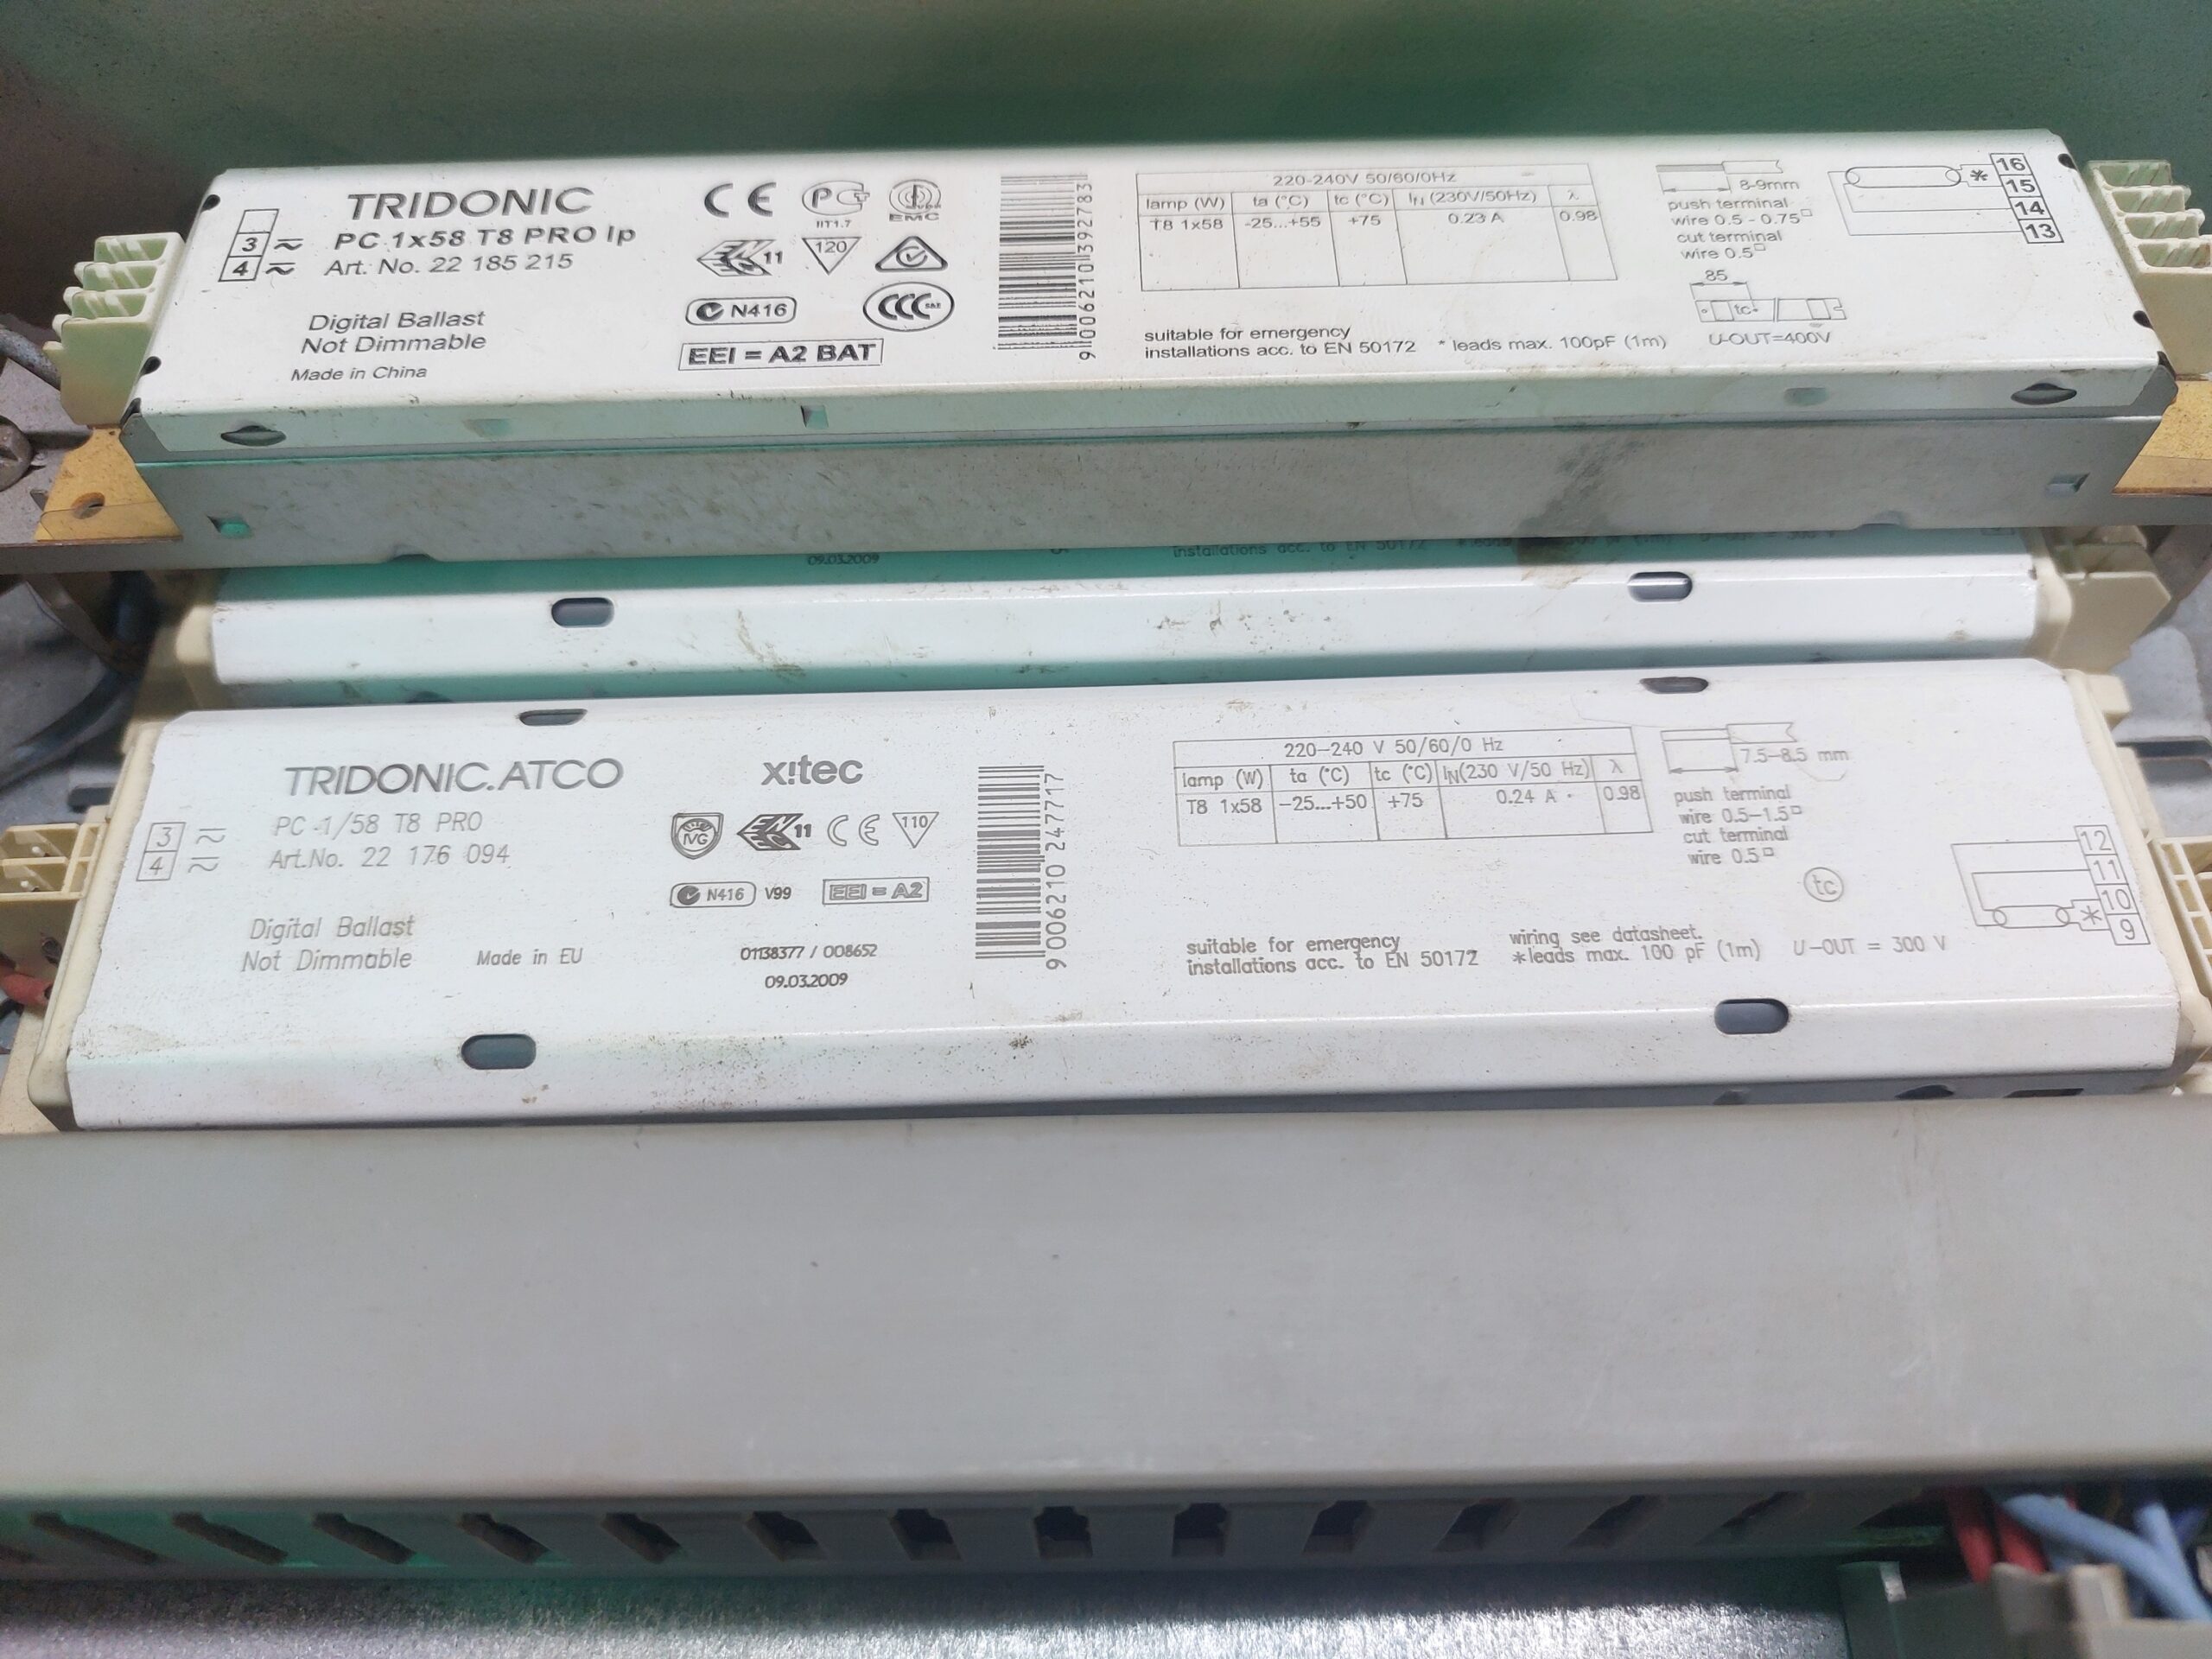 TRIDONIC
PC 1x58 T8 PRO lp
Art. No. 22 185 215
3
4
Digital Ballast
Not Dimmable
Made in China
CE
IIT1.7
EMC
11
120
N416
CCC
S&E
EEI = A2 BAT
9 006210 392783
220-240V 50/60/0Hz
lamp (W) ta (°C) tc (°C) IN (230V/50Hz) λ
T8 1x58 -25...+55 +75 0.23 A 0.98
suitable for emergency
installations acc. to EN 50172 * leads max. 100pF (1m)
8-9mm
push terminal
wire 0.5 - 0.75□
cut terminal
wire 0.5□
85
tc
U-OUT=400V
*
16
15
14
13
09.03.2009
installations acc. to EN 50172
TRIDONIC.ATCO
PC 1/58 T8 PRO
Art.No. 22 176 094
3
4
Digital Ballast
Not Dimmable
Made in EU
x!tec
IVG
11
CE
110
N416 V99 EEI = A2
01138377 / 008652
09.03.2009
9 006210 247717
220–240 V 50/60/0 Hz
lamp (W) ta (°C) tc (°C) IN(230 V/50 Hz) λ
T8 1x58 –25...+50 +75 0.24 A 0.98
suitable for emergency
installations acc. to EN 50172
wiring see datasheet.
*leads max. 100 pF (1m)
U-OUT = 300 V
7.5–8.5 mm
push terminal
wire 0.5–1.5□
cut terminal
wire 0.5□
tc
12
11
10
9
*